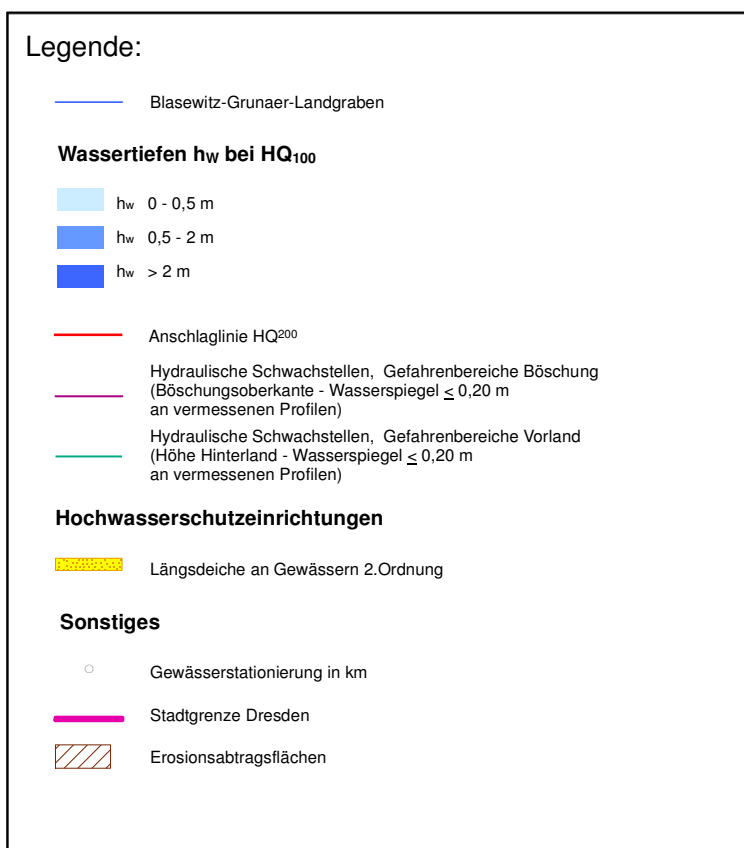 Legende:
Blasewitz-Grunaer-Landgraben
Wassertiefen hw bei HQ100
hw 0 - 0,5 m
hw 0,5 - 2 m
hw > 2 m
Anschlaglinie HQ200
Hydraulische Schwachstellen, Gefahrenbereiche Böschung
(Böschungsoberkante - Wasserspiegel ≤ 0,20 m
an vermessenen Profilen)
Hydraulische Schwachstellen, Gefahrenbereiche Vorland
(Höhe Hinterland - Wasserspiegel ≤ 0,20 m
an vermessenen Profilen)
Hochwasserschutzeinrichtungen
Längsdeiche an Gewässern 2.Ordnung
Sonstiges
Gewässerstationierung in km
Stadtgrenze Dresden
Erosionsabtragsflächen